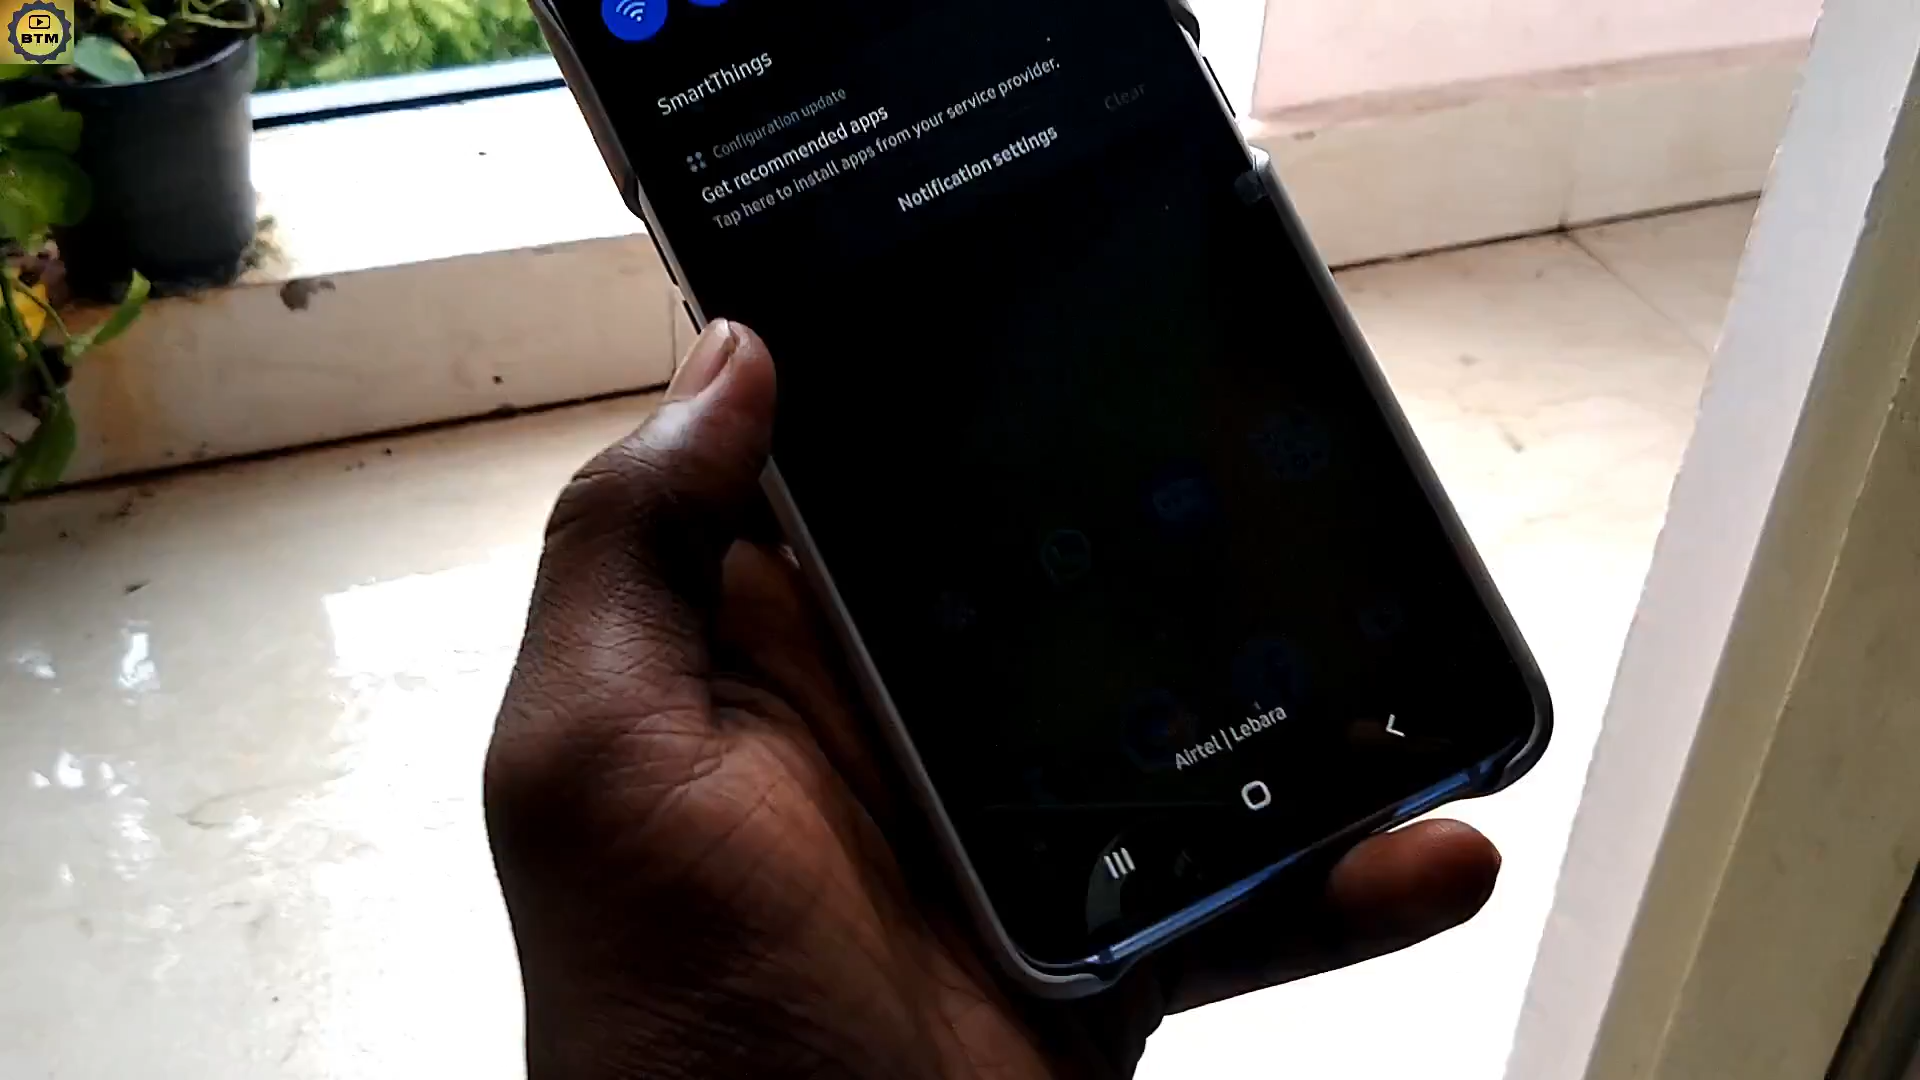 BTM
SmartThings
Configuration update
Get recommended apps
Tap here to install apps from your service provider.
Notification settings
Clear
Airtel | Lebara